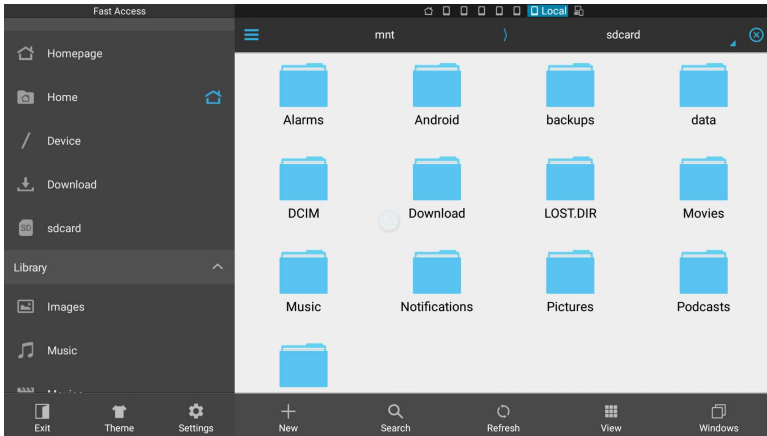 Fast Access
Local
mnt
sdcard
Homepage
Home
Device
Download
SD sdcard
Library
Images
Music
Alarms
Android
backups
data
DCIM
Download
LOST.DIR
Movies
Music
Notifications
Pictures
Podcasts
Exit
Theme
Settings
New
Search
Refresh
View
Windows